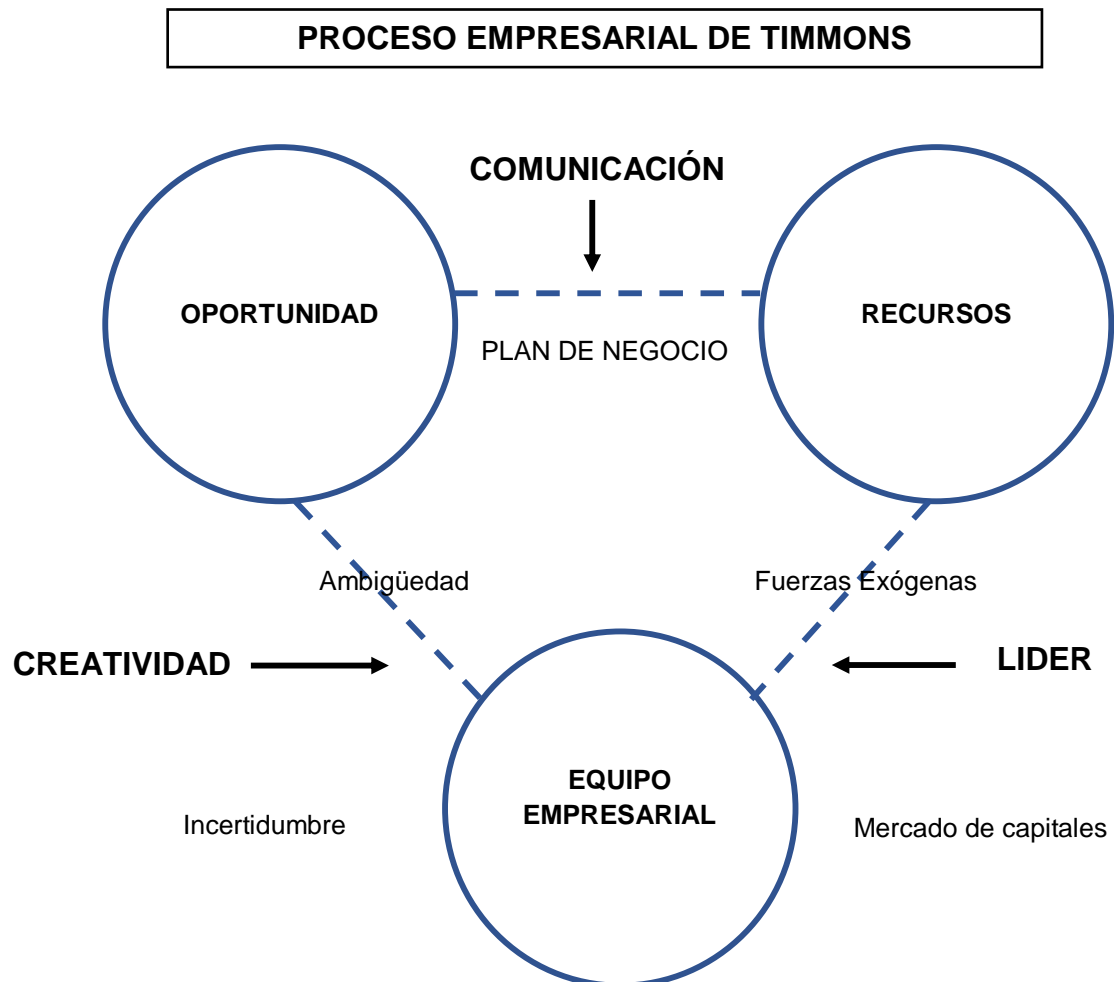 PROCESO EMPRESARIAL DE TIMMONS
COMUNICACIÓN
OPORTUNIDAD
RECURSOS
PLAN DE NEGOCIO
Ambigüedad
Fuerzas Exógenas
CREATIVIDAD
LIDER
EQUIPO
EMPRESARIAL
Incertidumbre
Mercado de capitales